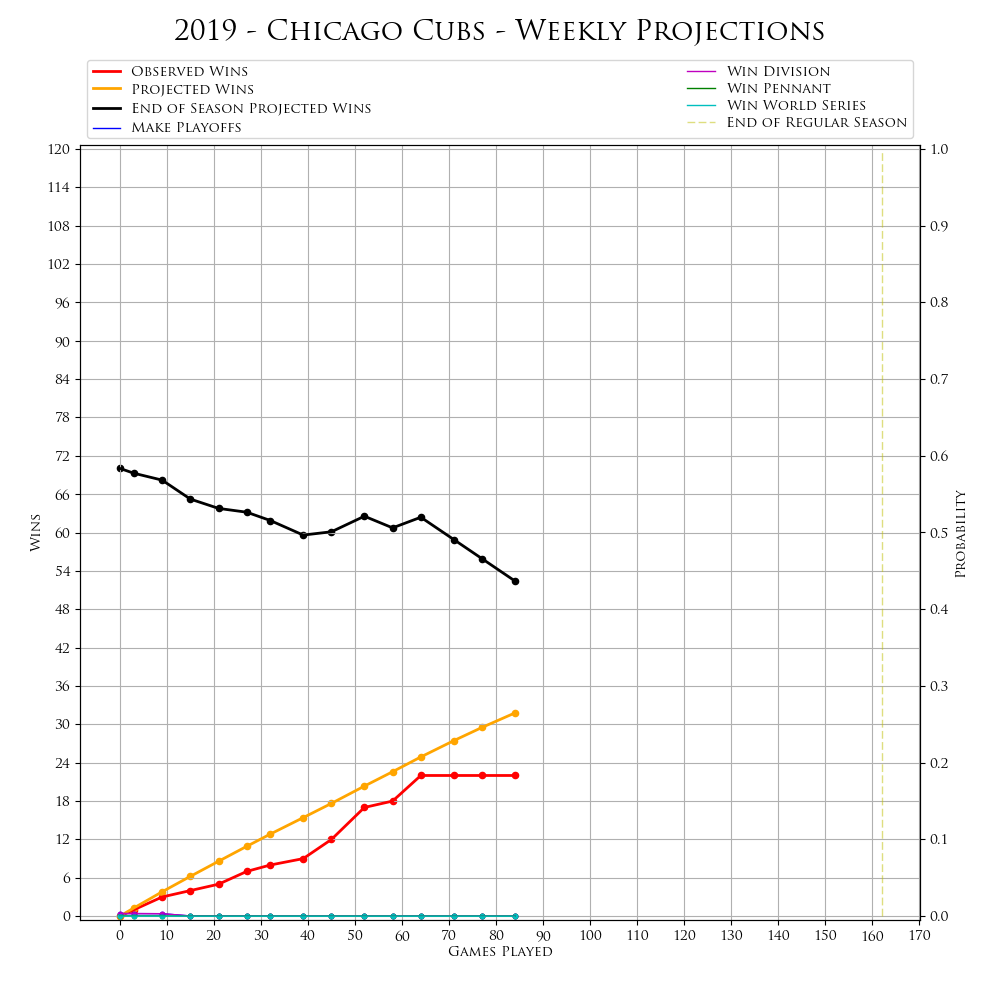 2019 - Chicago Cubs - Weekly Projections
Observed Wins
Projected Wins
End of Season Projected Wins
Make Playoffs
Win Division
Win Pennant
Win World Series
End of Regular Season
120
114
108
102
96
90
84
78
72
66
60
54
48
42
36
30
24
18
12
6
0
Wins
1.0
0.9
0.8
0.7
0.6
0.5
0.4
0.3
0.2
0.1
0.0
Probability
0 10 20 30 40 50 60 70 80 90 100 110 120 130 140 150 160 170
Games Played